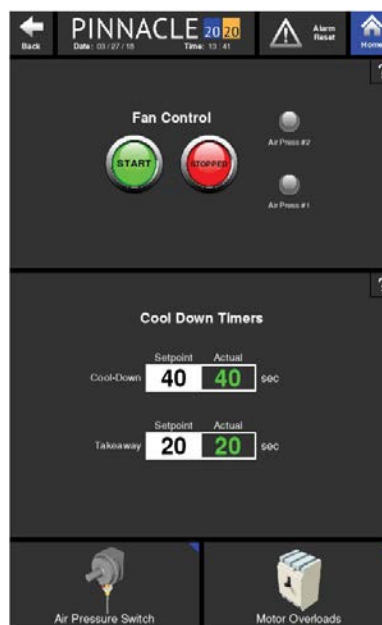 Back
PINNACLE 20 20
Date: 03/27/18 Time: 13:41
Alarm
Reset
Home
?
Fan Control
START
STOPPED
Air Press #2
Air Press #1
?
Cool Down Timers
Setpoint Actual
Cool-Down 40 40 sec
Setpoint Actual
Takeaway 20 20 sec
Air Pressure Switch
Motor Overloads